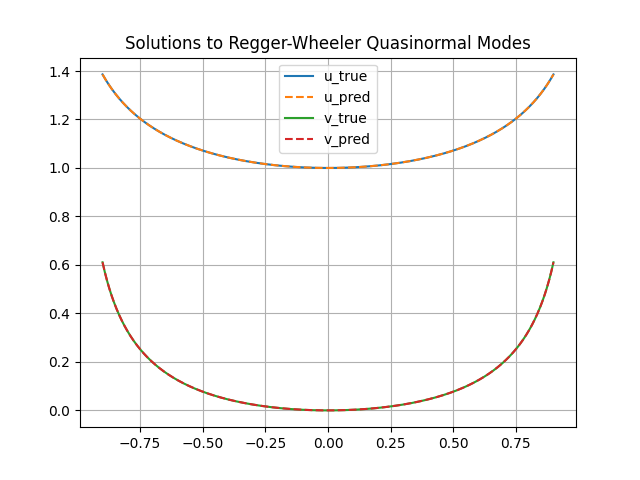 Solutions to Regger-Wheeler Quasinormal Modes
u_true
u_pred
v_true
v_pred
1.4
1.2
1.0
0.8
0.6
0.4
0.2
0.0
−0.75 −0.50 −0.25 0.00 0.25 0.50 0.75